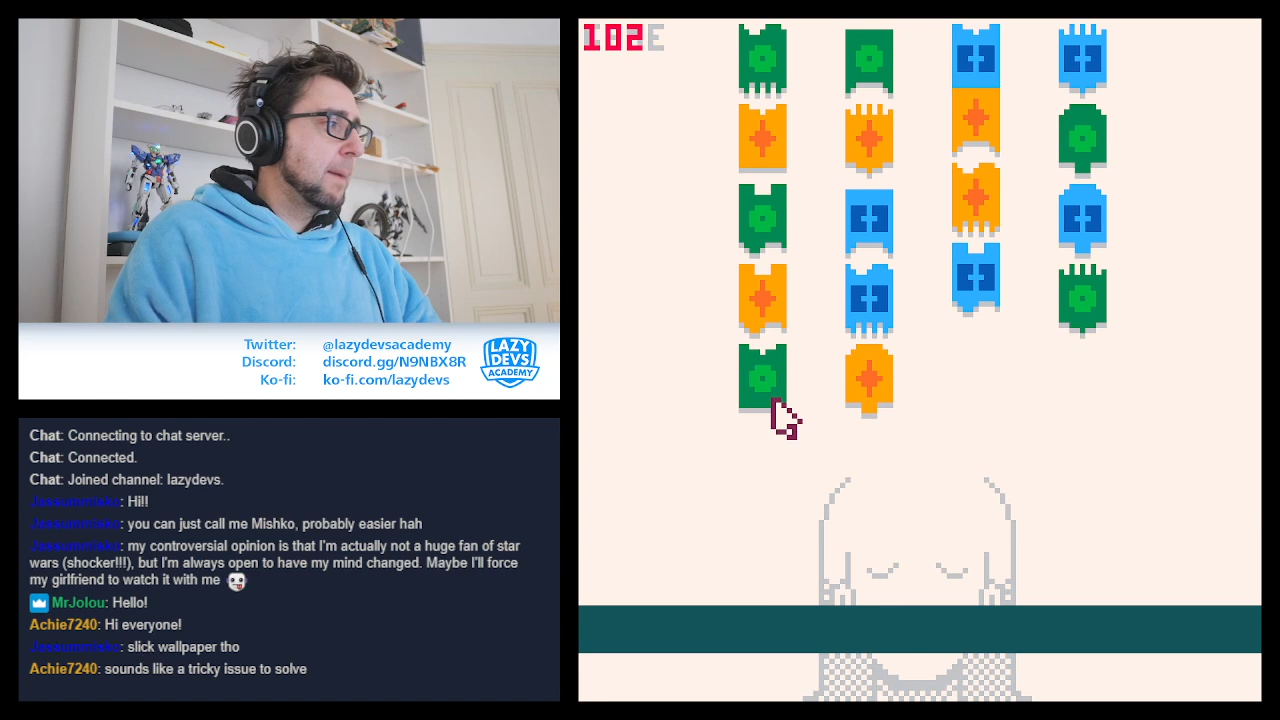 102E
Twitter: @lazydevsacademy
Discord: discord.gg/N9NBX8R
Ko-fi: ko-fi.com/lazydevs
LAZY
DEVS
ACADEMY
Chat: Connecting to chat server..
Chat: Connected.
Chat: Joined channel: lazydevs.
: Hi!!
: you can just call me Mishko, probably easier hah
: my controversial opinion is that I'm actually not a huge fan of star
wars (shocker!!!), but I'm always open to have my mind changed. Maybe I'll force
my girlfriend to watch it with me
MrJolou: Hello!
Achie7240: Hi everyone!
: slick wallpaper tho
Achie7240: sounds like a tricky issue to solve